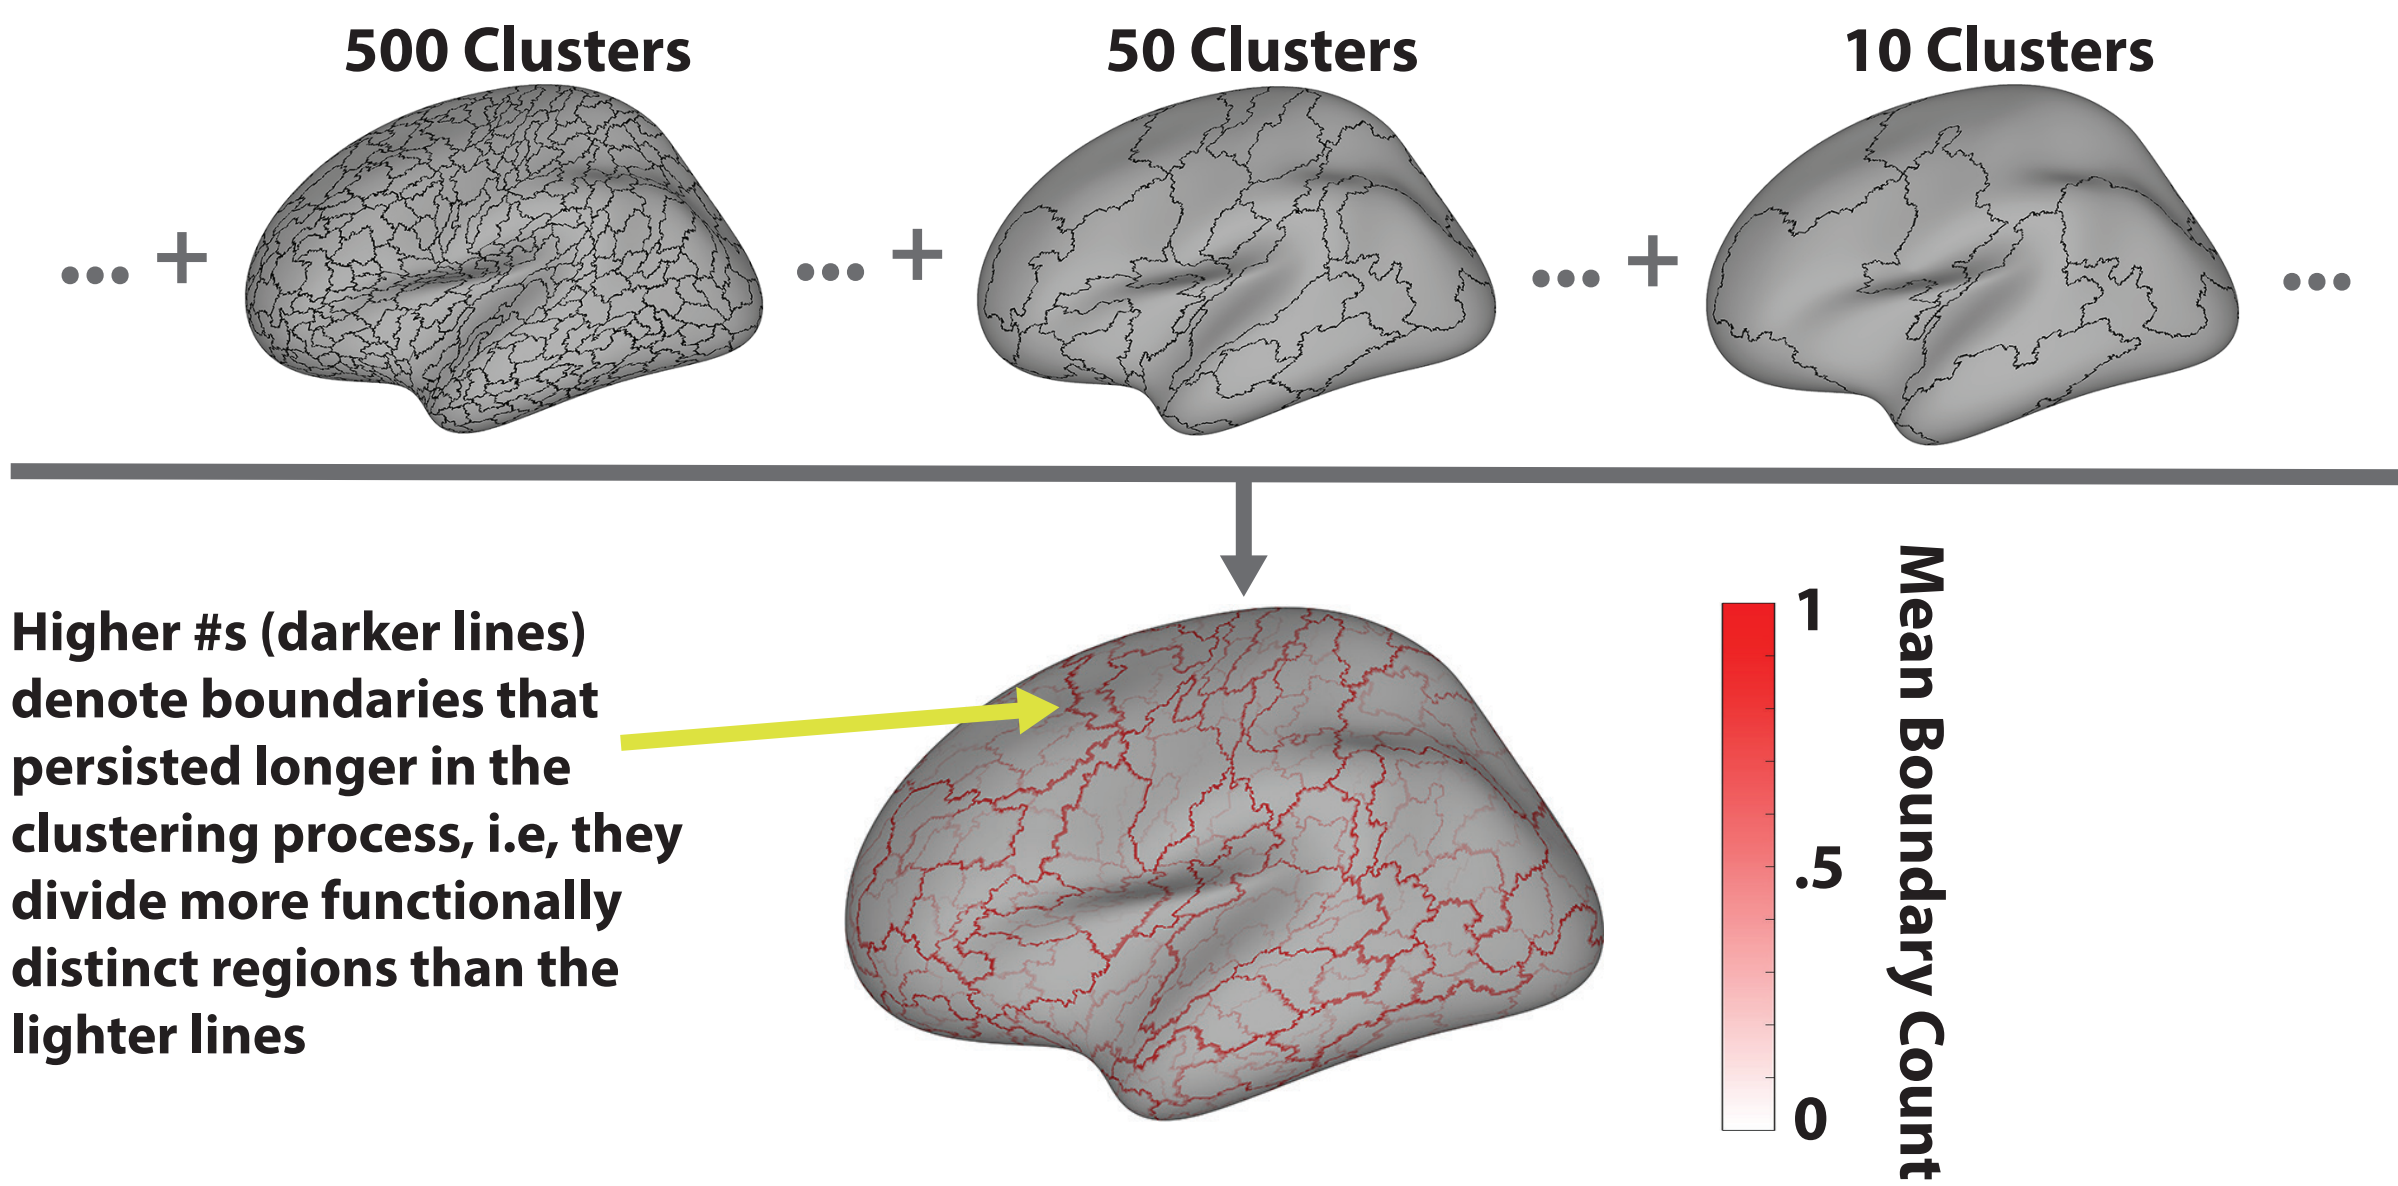 500 Clusters
50 Clusters
10 Clusters
... +
... +
... +
...
Higher #s (darker lines)
denote boundaries that
persisted longer in the
clustering process, i.e, they
divide more functionally
distinct regions than the
lighter lines
1
.5
0
Mean Boundary Count